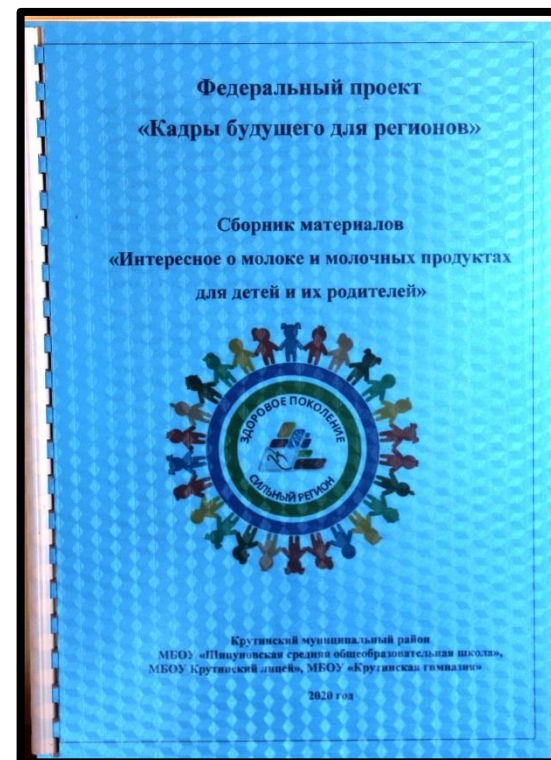 Федеральный проект
«Кадры будущего для регионов»
Сборник материалов
«Интересное о молоке и молочных продуктах
для детей и их родителей»
ЗДОРОВОЕ ПОКОЛЕНИЕ
СИЛЬНЫЙ РЕГИОН
Крутинский муниципальный район
МБОУ «Шипуновская средняя общеобразовательная школа»,
МБОУ Крутинский лицей», МБОУ «Крутинская гимназия»
2020 год